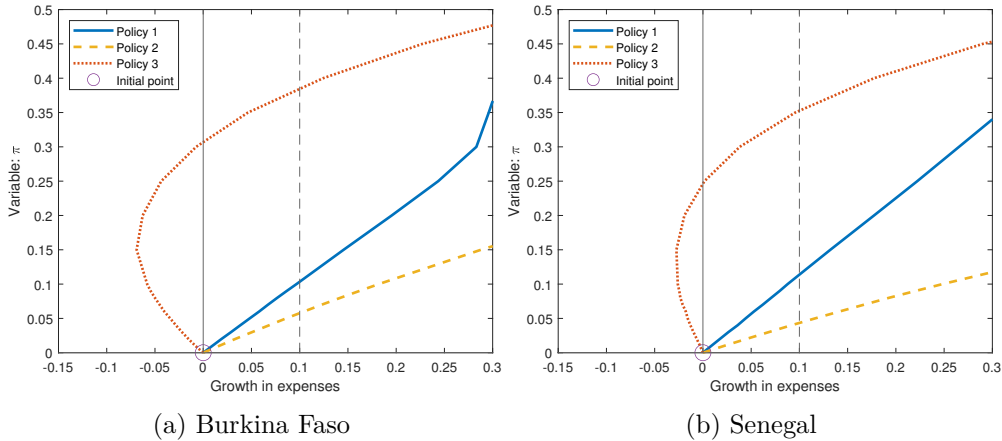 Policy 1
Policy 2
Policy 3
Initial point
0.5
0.45
0.4
0.35
0.3
0.25
0.2
0.15
0.1
0.05
0
Variable: π
-0.15 -0.1 -0.05 0 0.05 0.1 0.15 0.2 0.25 0.3
Growth in expenses
(a) Burkina Faso
Policy 1
Policy 2
Policy 3
Initial point
0.5
0.45
0.4
0.35
0.3
0.25
0.2
0.15
0.1
0.05
0
Variable: π
-0.15 -0.1 -0.05 0 0.05 0.1 0.15 0.2 0.25 0.3
Growth in expenses
(b) Senegal